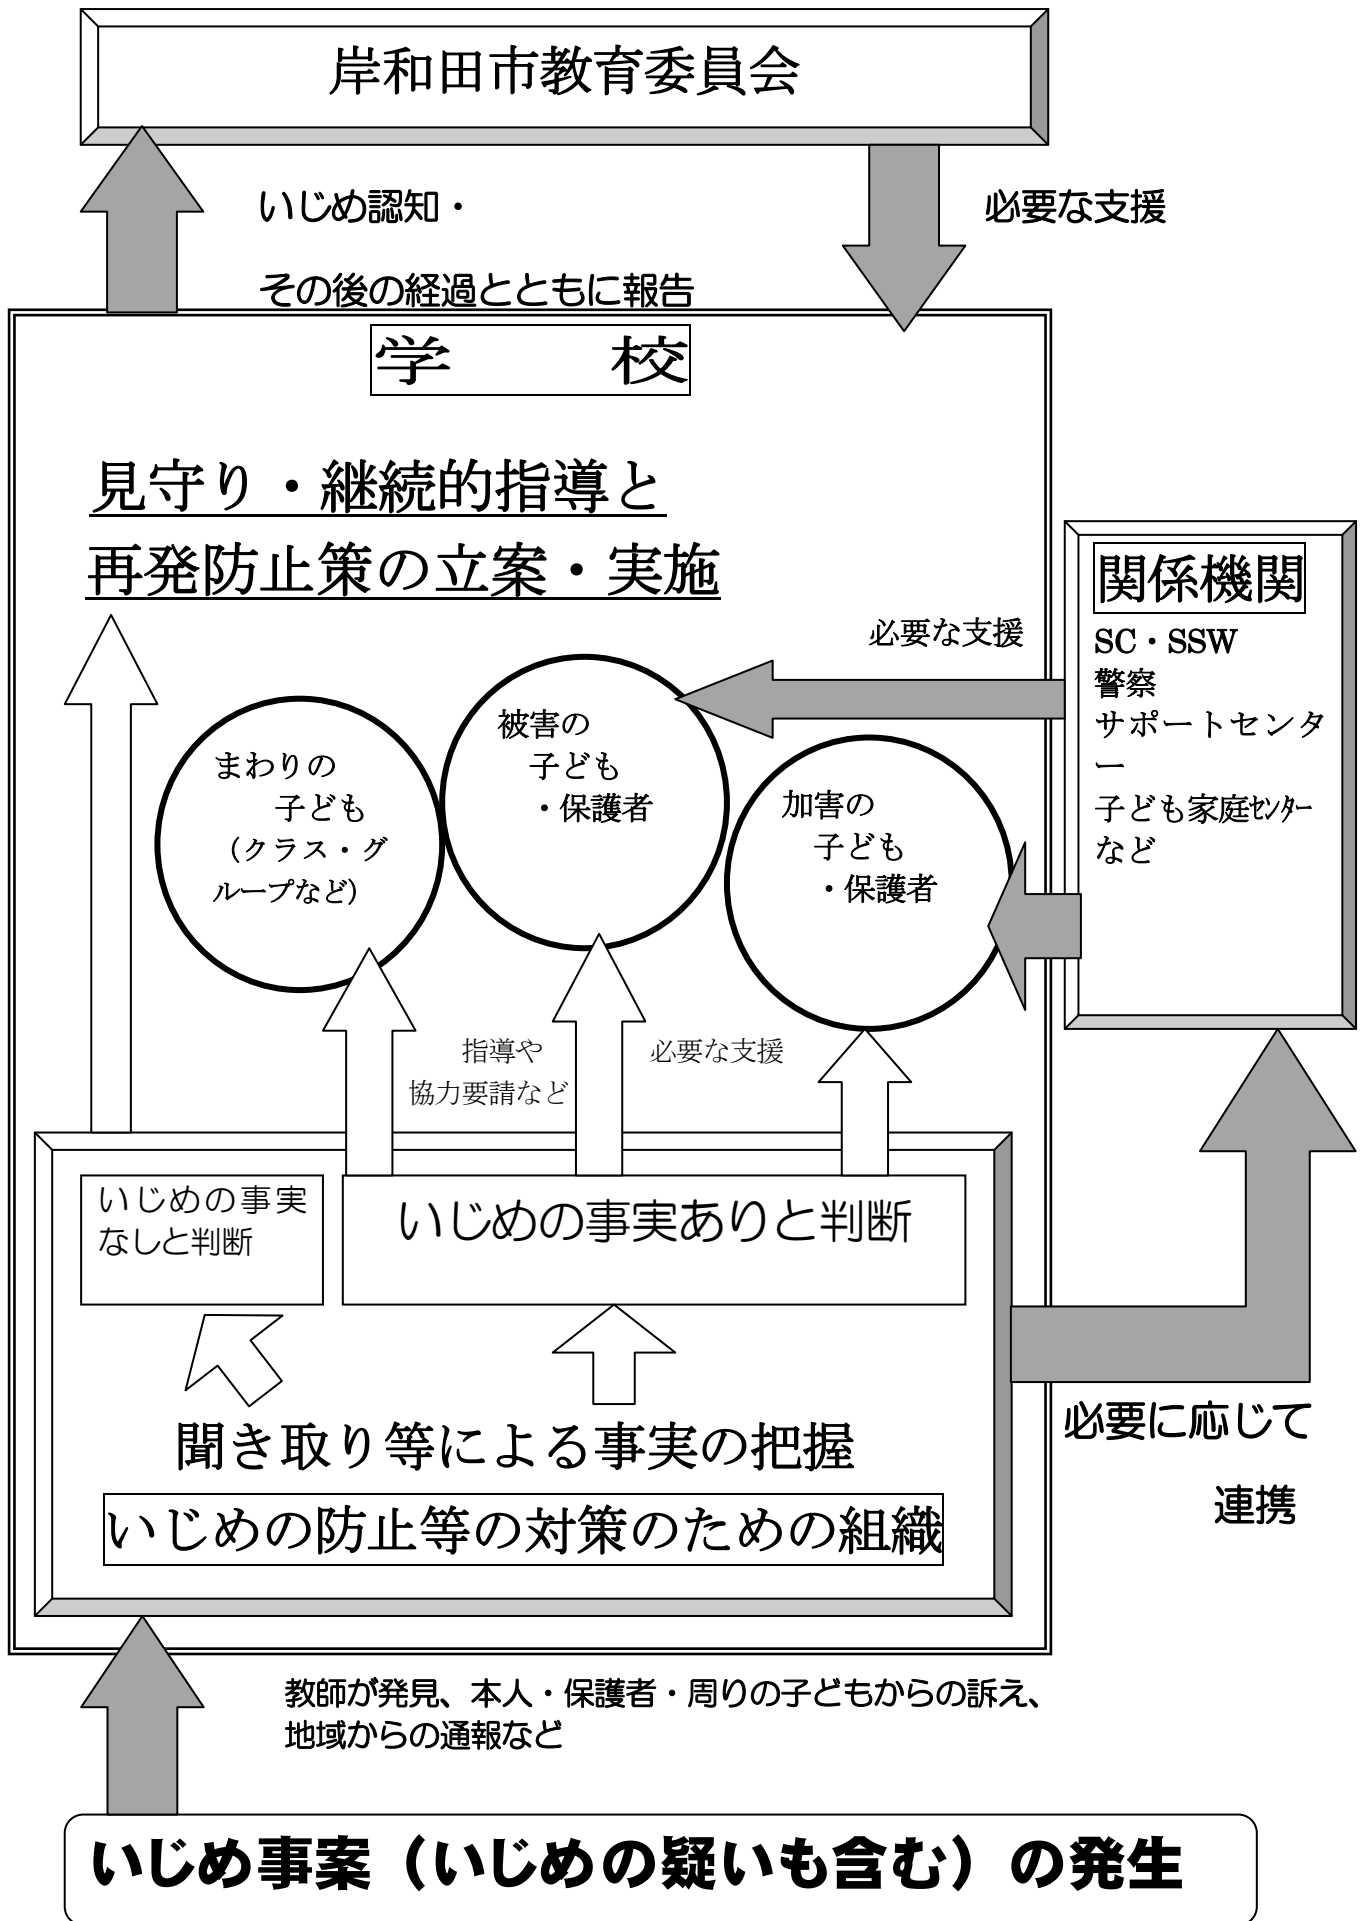 岸和田市教育委員会
いじめ認知・
必要な支援
その後の経過とともに報告
学　校
見守り・継続的指導と
再発防止策の立案・実施
関係機関
SC・SSW
警察
サポートセンタ
ー
子ども家庭ｾﾝﾀｰ
など
必要な支援
まわりの
子ども
（クラス・グ
ループなど）
被害の
子ども
・保護者
加害の
子ども
・保護者
指導や
協力要請など
必要な支援
いじめの事実
なしと判断
いじめの事実ありと判断
聞き取り等による事実の把握
いじめの防止等の対策のための組織
必要に応じて
連携
教師が発見、本人・保護者・周りの子どもからの訴え、
地域からの通報など
いじめ事案（いじめの疑いも含む）の発生